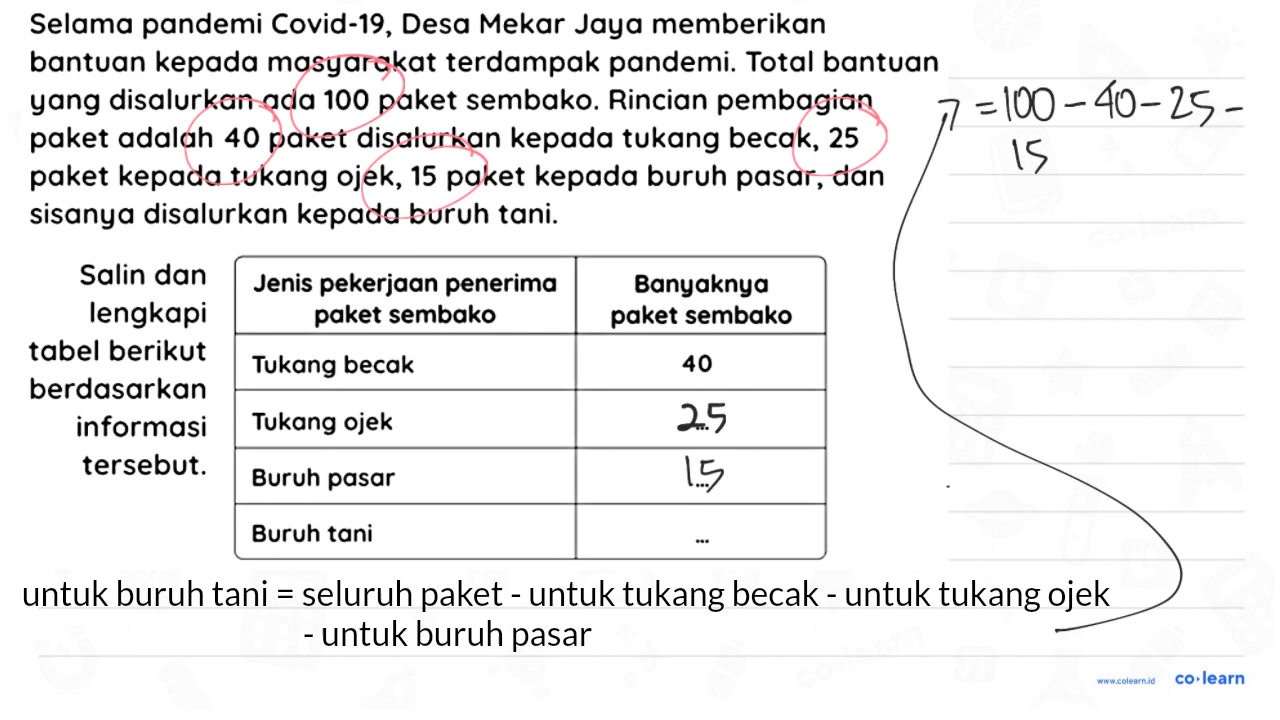 Selama pandemi Covid-19, Desa Mekar Jaya memberikan
bantuan kepada masyarakat terdampak pandemi. Total bantuan
yang disalurkan ada 100 paket sembako. Rincian pembagian
paket adalah 40 paket disalurkan kepada tukang becak, 25
paket kepada tukang ojek, 15 paket kepada buruh pasar, dan
sisanya disalurkan kepada buruh tani.
= 100 - 40 - 25 -
15
Salin dan
lengkapi
tabel berikut
berdasarkan
informasi
tersebut.
Jenis pekerjaan penerima
paket sembako
Banyaknya
paket sembako
Tukang becak 40
Tukang ojek ... 25
Buruh pasar ... 15
Buruh tani ...
untuk buruh tani = seluruh paket - untuk tukang becak - untuk tukang ojek
- untuk buruh pasar
co·learn
co·learn
www.colearn.id co·learn